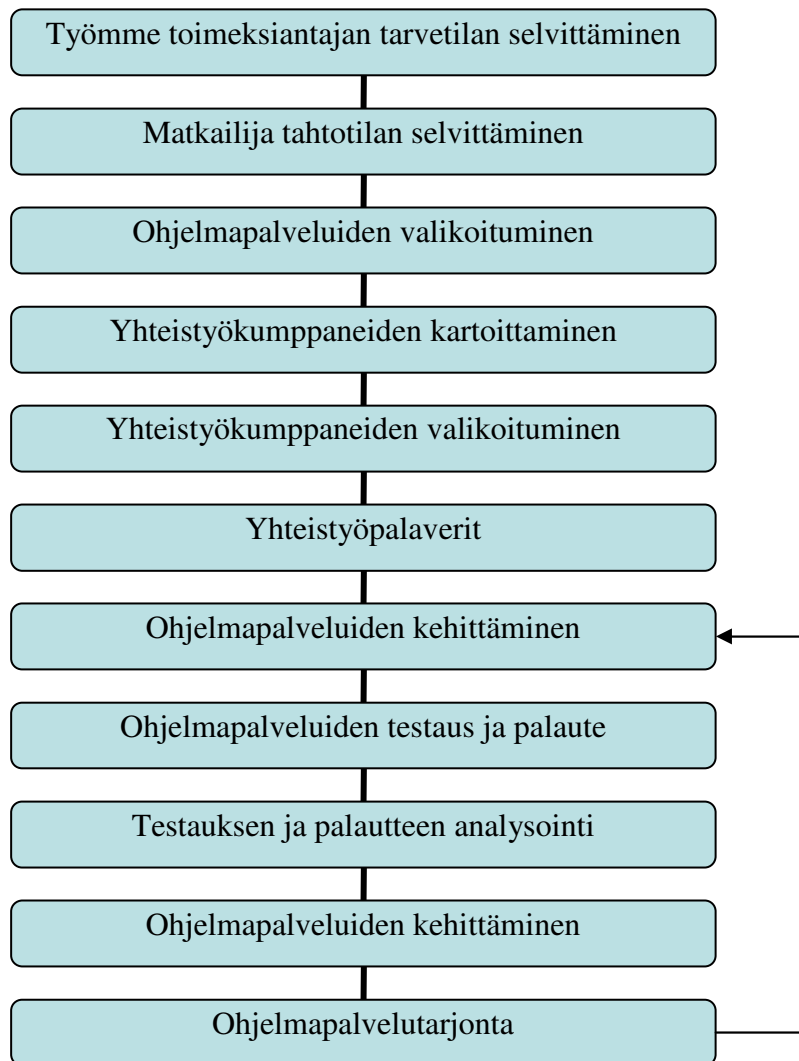 Työmme toimeksiantajan tarvetilan selvittäminen
Matkailija tahtotilan selvittäminen
Ohjelmapalveluiden valikoituminen
Yhteistyökumppaneiden kartoittaminen
Yhteistyökumppaneiden valikoituminen
Yhteistyöpalaverit
Ohjelmapalveluiden kehittäminen
Ohjelmapalveluiden testaus ja palaute
Testauksen ja palautteen analysointi
Ohjelmapalveluiden kehittäminen
Ohjelmapalvelutarjonta